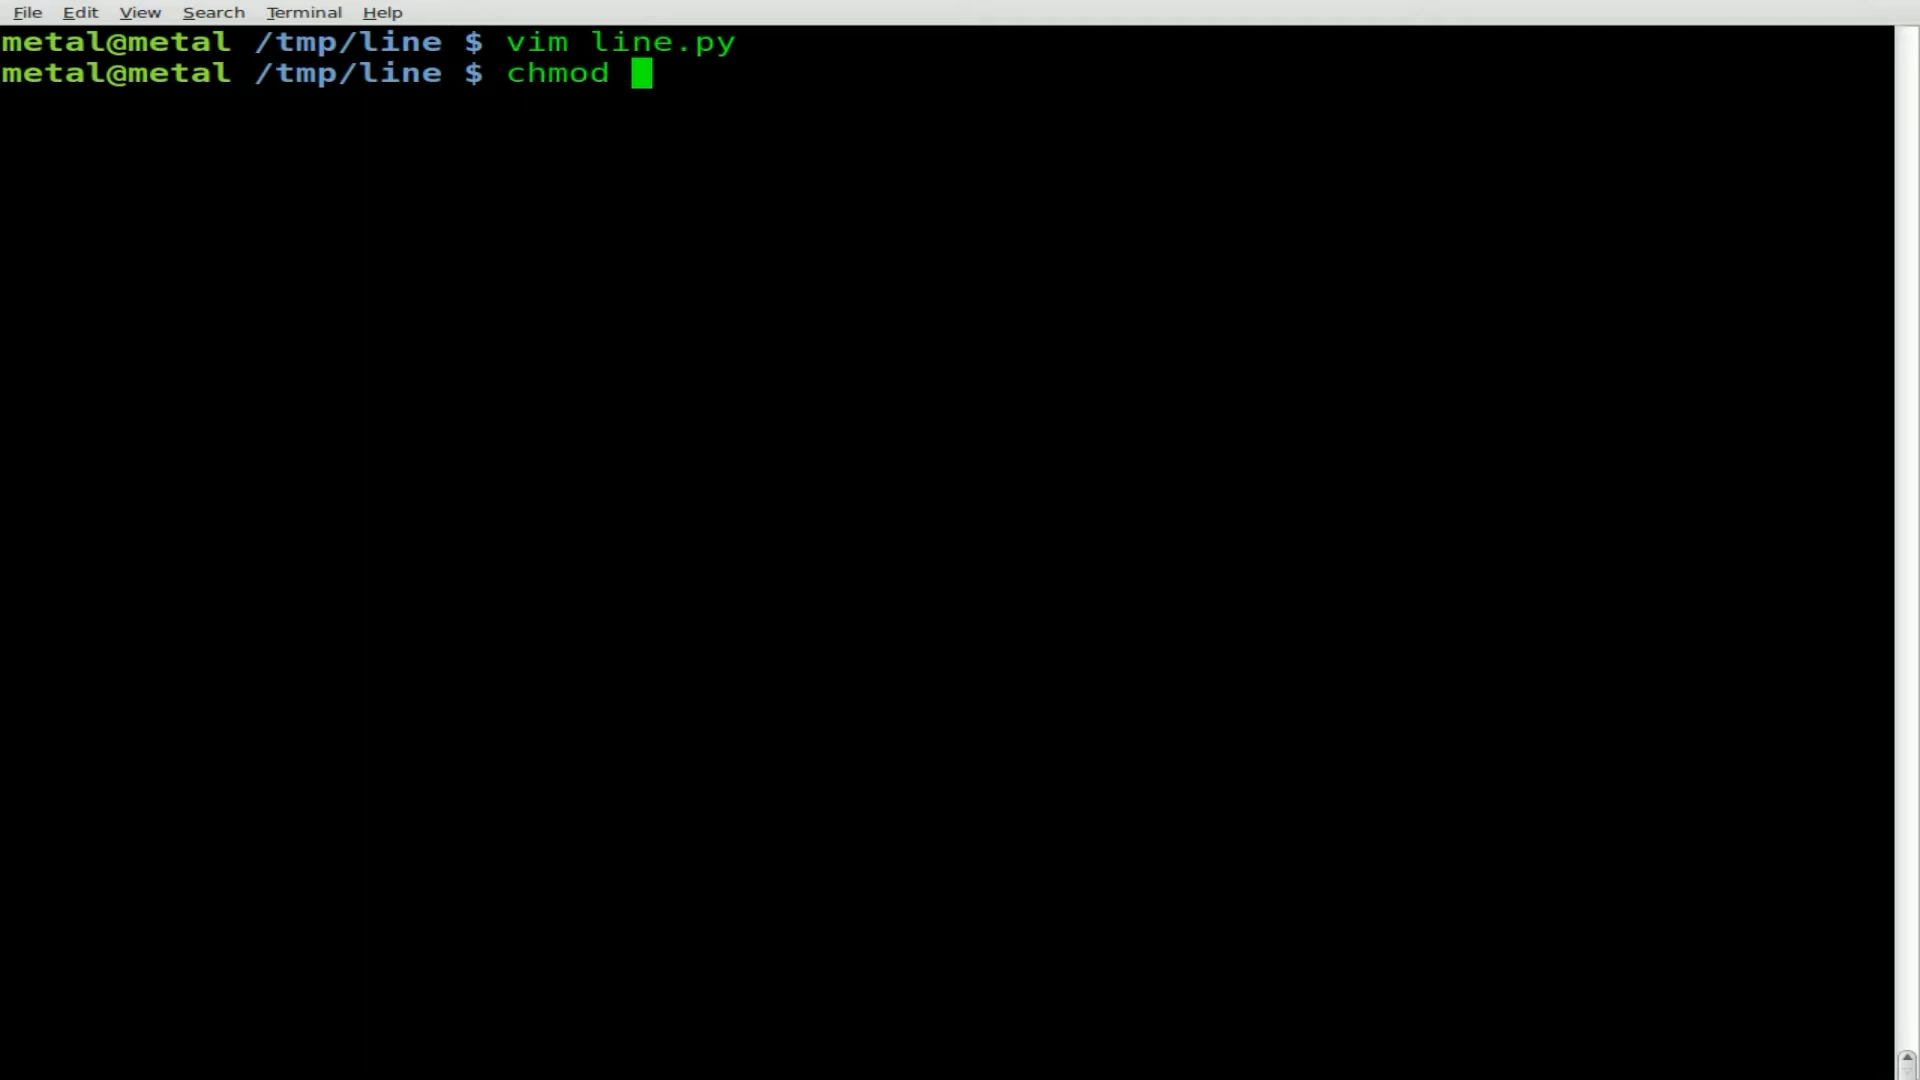 File Edit View Search Terminal Help
metal@metal /tmp/line $ vim line.py
metal@metal /tmp/line $ chmod